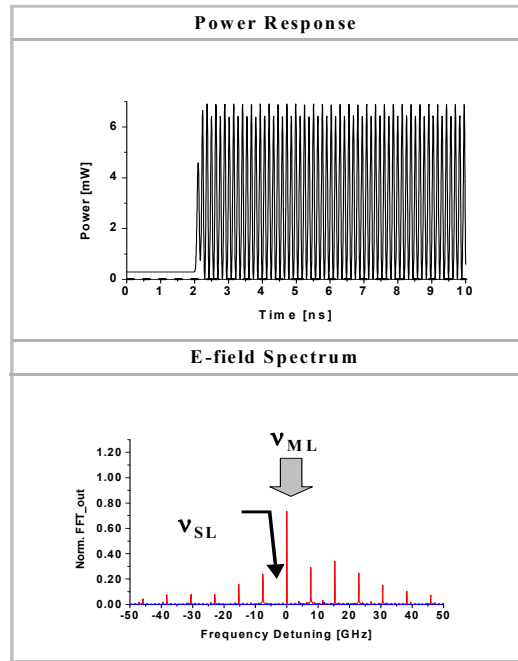 Power Response
6
4
2
0
Power [mW]
0 1 2 3 4 5 6 7 8 9 10
Time [ns]
E-field Spectrum
νML
νSL
1.20
1.00
0.80
0.60
0.40
0.20
0.00
Norm. FFT_out
-50 -40 -30 -20 -10 0 10 20 30 40 50
Frequency Detuning [GHz]